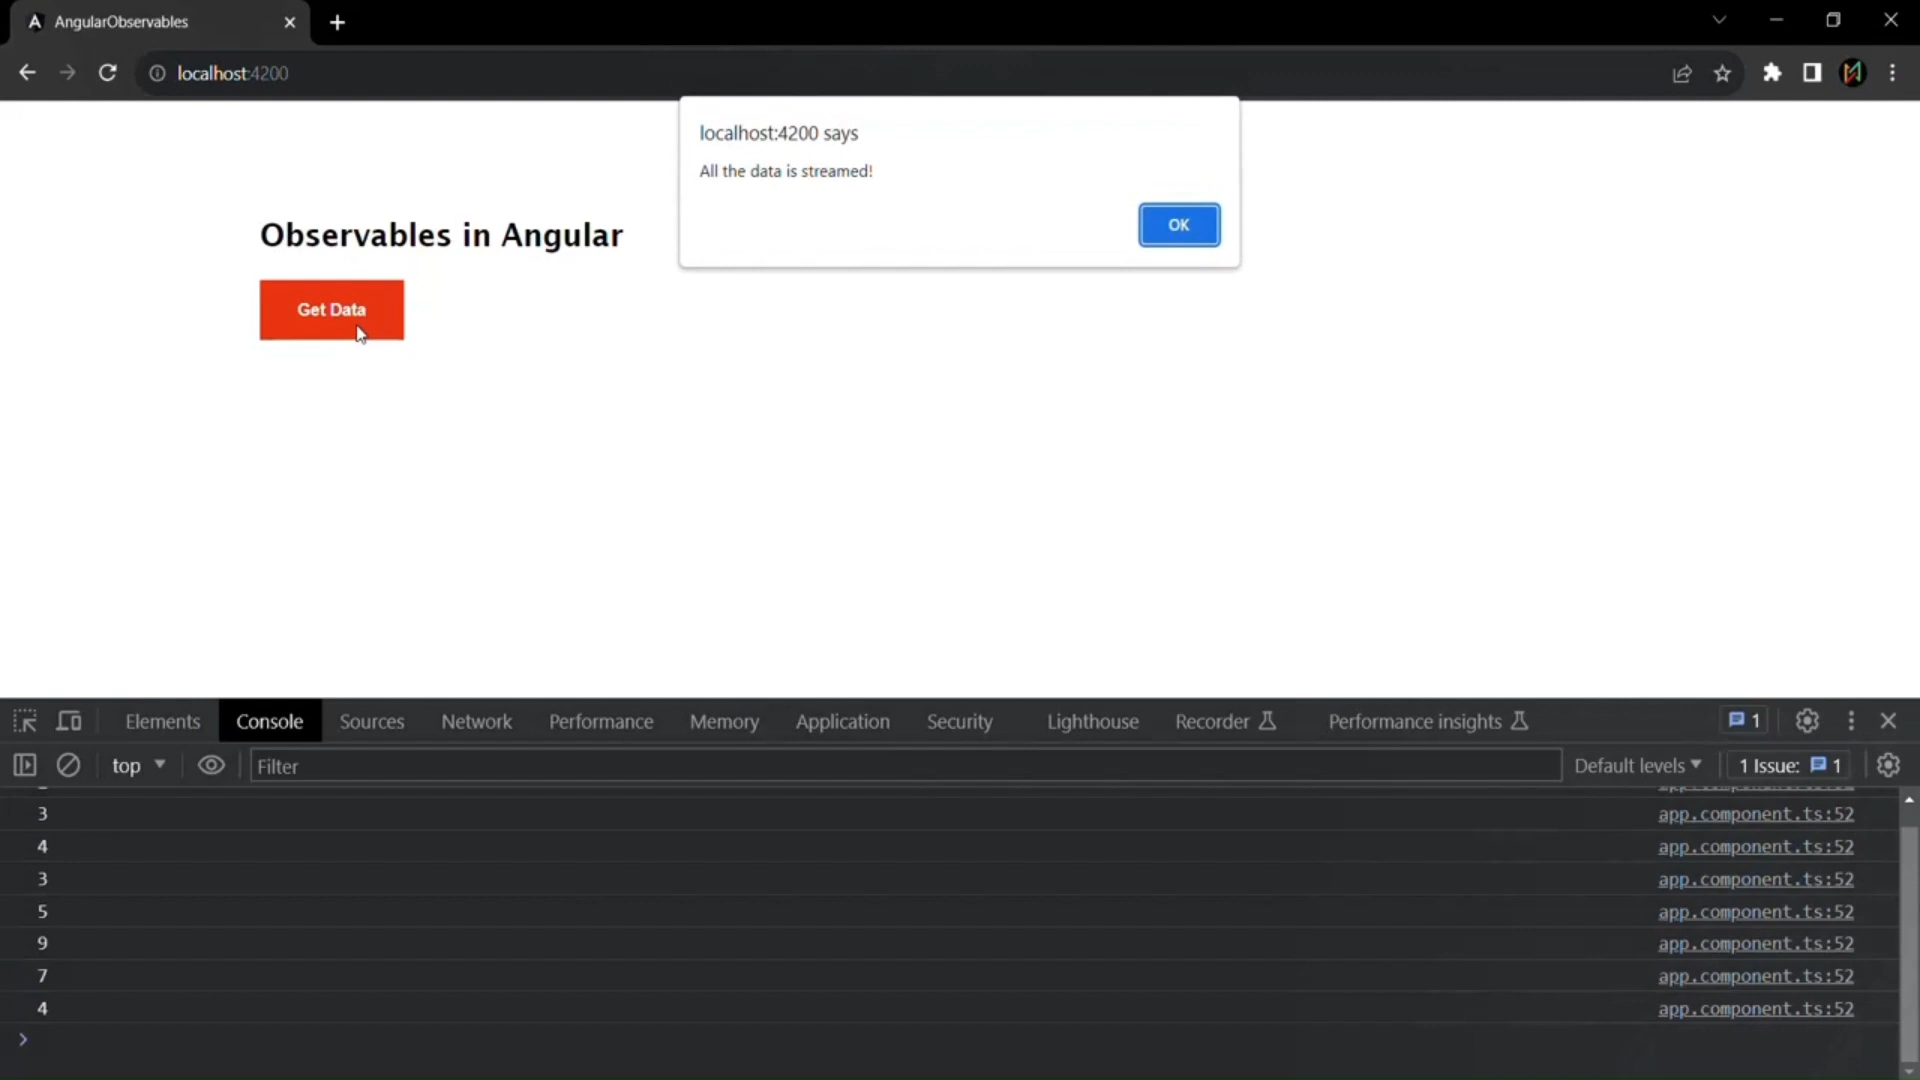 AngularObservables
localhost:4200
localhost:4200 says
All the data is streamed!
OK
Observables in Angular
Get Data
Elements Console Sources Network Performance Memory Application Security Lighthouse Recorder Performance insights 1
top Filter Default levels 1 Issue: 1
3 app.component.ts:52
4 app.component.ts:52
3 app.component.ts:52
5 app.component.ts:52
9 app.component.ts:52
7 app.component.ts:52
4 app.component.ts:52